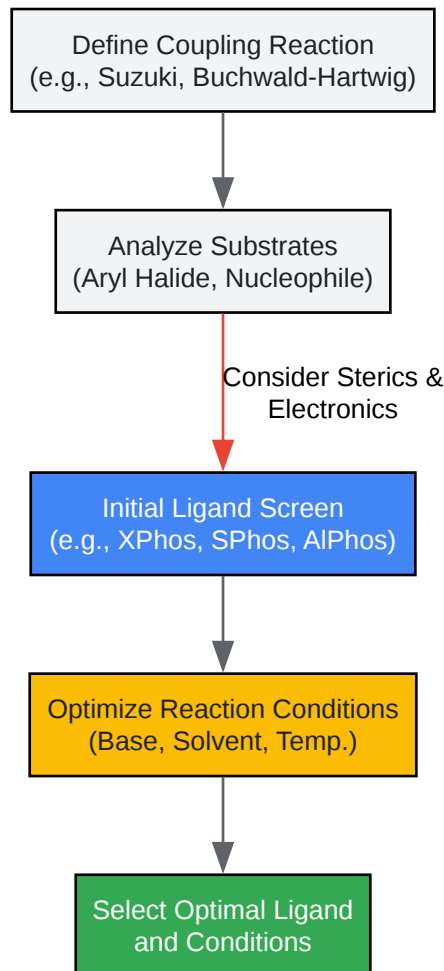 Define Coupling Reaction
(e.g., Suzuki, Buchwald-Hartwig)
Analyze Substrates
(Aryl Halide, Nucleophile)
Consider Sterics &
Electronics
Initial Ligand Screen
(e.g., XPhos, SPhos, AlPhos)
Optimize Reaction Conditions
(Base, Solvent, Temp.)
Select Optimal Ligand
and Conditions